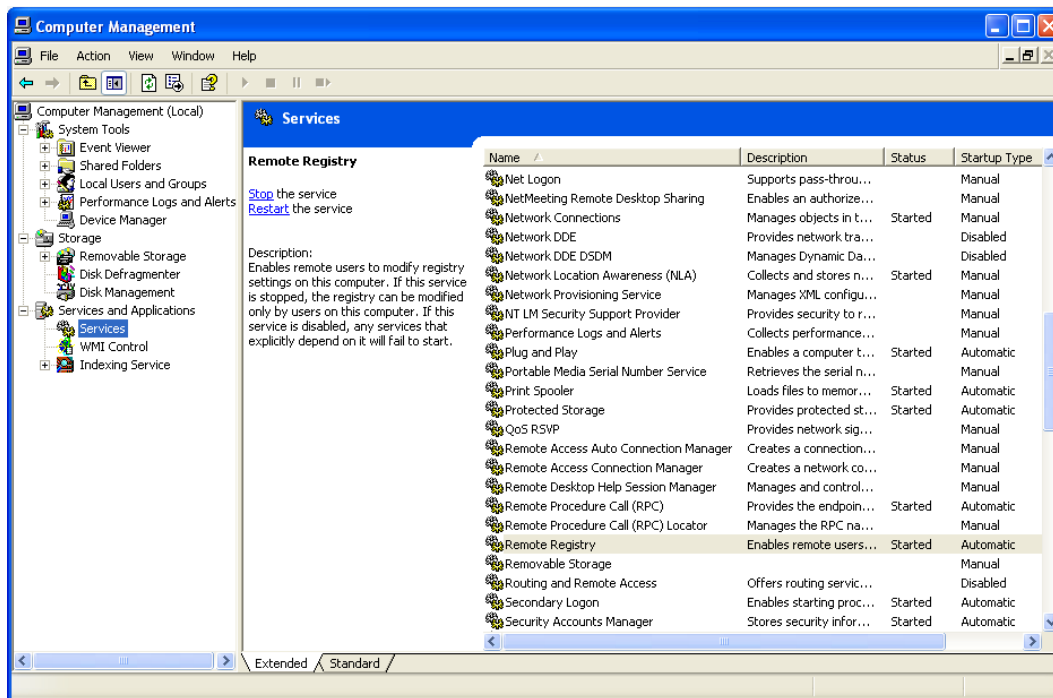 Computer Management
File Action View Window Help
Computer Management (Local)
System Tools
Event Viewer
Shared Folders
Local Users and Groups
Performance Logs and Alerts
Device Manager
Storage
Removable Storage
Disk Defragmenter
Disk Management
Services and Applications
Services
WMI Control
Indexing Service
Services
Remote Registry
Stop the service
Restart the service
Description:
Enables remote users to modify registry
settings on this computer. If this service
is stopped, the registry can be modified
only by users on this computer. If this
service is disabled, any services that
explicitly depend on it will fail to start.
Name Description Status Startup Type
Net Logon Supports pass-throu... Manual
NetMeeting Remote Desktop Sharing Enables an authorize... Manual
Network Connections Manages objects in t... Started Manual
Network DDE Provides network tra... Disabled
Network DDE DSDM Manages Dynamic Da... Disabled
Network Location Awareness (NLA) Collects and stores n... Started Manual
Network Provisioning Service Manages XML configu... Manual
NT LM Security Support Provider Provides security to r... Manual
Performance Logs and Alerts Collects performance... Manual
Plug and Play Enables a computer t... Started Automatic
Portable Media Serial Number Service Retrieves the serial n... Manual
Print Spooler Loads files to memor... Started Automatic
Protected Storage Provides protected st... Started Automatic
QoS RSVP Provides network sig... Manual
Remote Access Auto Connection Manager Creates a connection... Manual
Remote Access Connection Manager Creates a network co... Manual
Remote Desktop Help Session Manager Manages and control... Manual
Remote Procedure Call (RPC) Provides the endpoin... Started Automatic
Remote Procedure Call (RPC) Locator Manages the RPC na... Manual
Remote Registry Enables remote users... Started Automatic
Removable Storage Manual
Routing and Remote Access Offers routing servic... Disabled
Secondary Logon Enables starting proc... Started Automatic
Security Accounts Manager Stores security infor... Started Automatic
Extended Standard